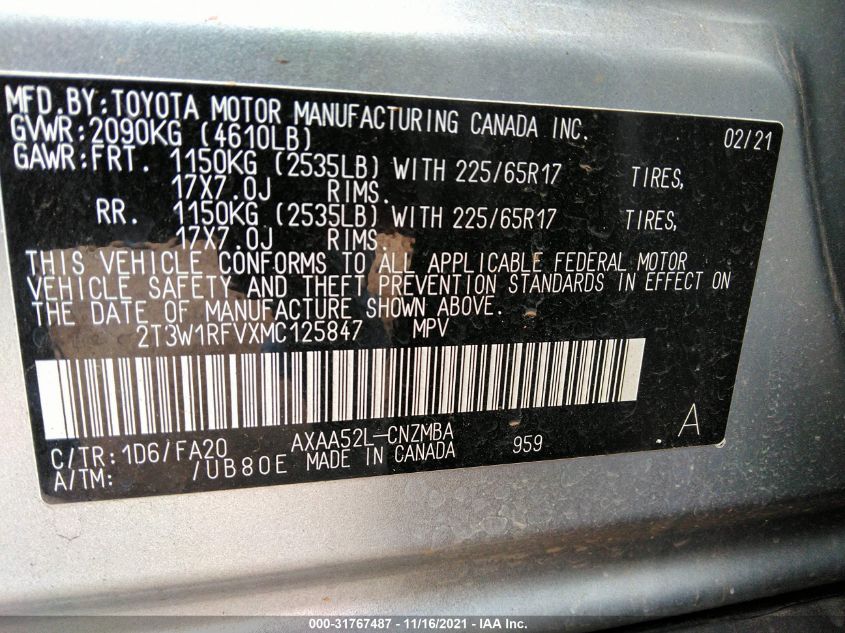 MFD.BY:TOYOTA MOTOR MANUFACTURING CANADA INC.
GVWR:2090KG (4610LB) 02/21
GAWR:FRT. 1150KG (2535LB) WITH 225/65R17 TIRES,
17X7.0J RIMS.
RR. 1150KG (2535LB) WITH 225/65R17 TIRES,
17X7.0J RIMS.
THIS VEHICLE CONFORMS TO ALL APPLICABLE FEDERAL MOTOR
VEHICLE SAFETY AND THEFT PREVENTION STANDARDS IN EFFECT ON
THE DATE OF MANUFACTURE SHOWN ABOVE.
2T3W1RFVXMC125847 MPV
C/TR:1D6/FA20 AXAA52L-CNZMBA A
A/TM: /UB80E MADE IN CANADA 959
000-31767487 - 11/16/2021 - IAA Inc.